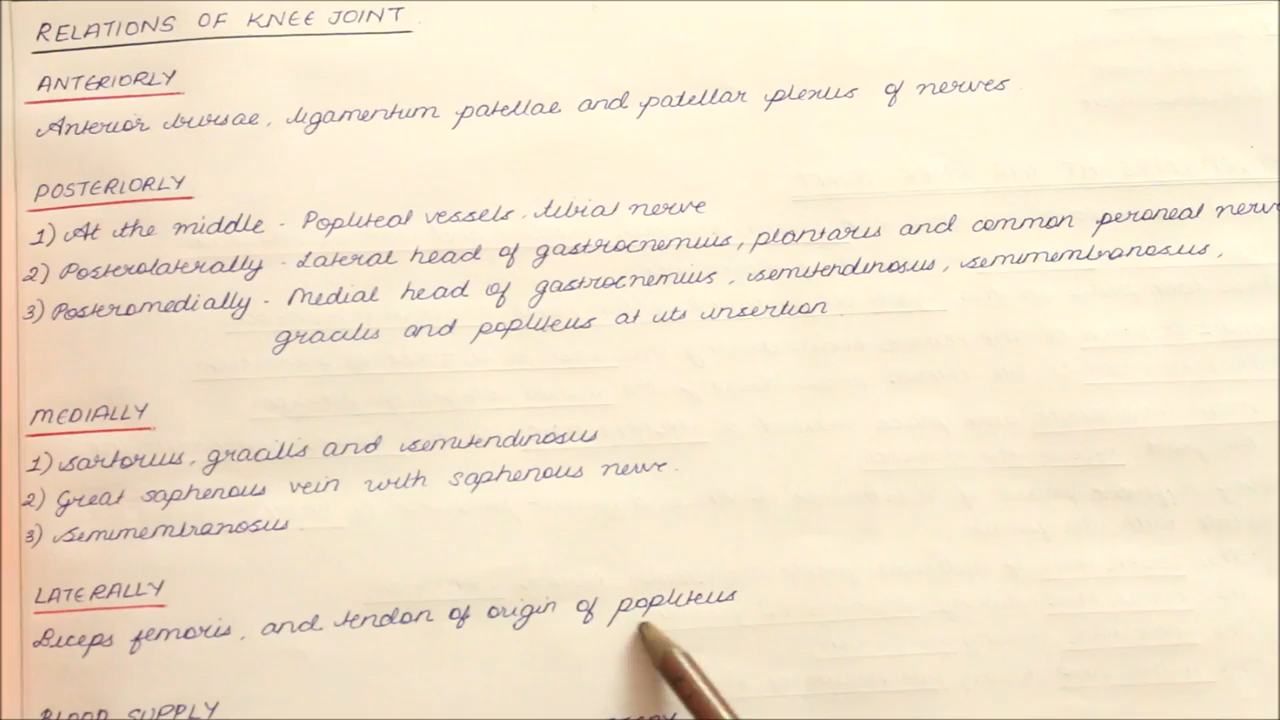 RELATIONS OF KNEE JOINT
ANTERIORLY
Anterior bursae, ligamentum patellae and patellar plexus of nerves.
POSTERIORLY
1) At the middle - Popliteal vessels, tibial nerve
2) Posterolaterally - Lateral head of gastrocnemius, plantaris and common peroneal nerve
3) Posteromedially - Medial head of gastrocnemius, semitendinosus, semimembranosus,
gracilis and popliteus at its insertion.
MEDIALLY
1) Sartorius, gracilis and semitendinosus
2) Great saphenous vein with saphenous nerve.
3) Semimembranosus.
LATERALLY
Biceps femoris, and tendon of origin of popliteus
BLOOD SUPPLY